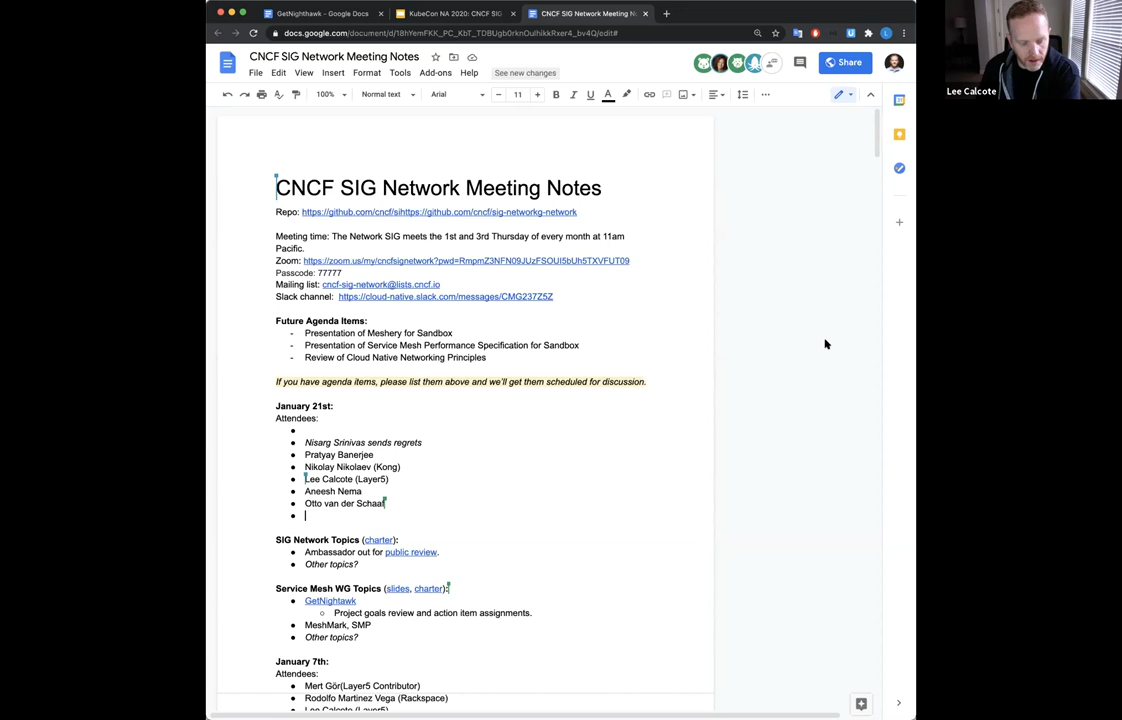 GetNighthawk - Google Docs
KubeCon NA 2020: CNCF SIG
CNCF SIG Network Meeting N
Lee Calcote
CNCF SIG Network Meeting Notes
File Edit View Insert Format Tools Add-ons Help See new changes
Share
100% Normal text Arial 11 B I U A
CNCF SIG Network Meeting Notes
Repo: https://github.com/cncf/sihttps://github.com/cncf/sig-networkg-network
Meeting time: The Network SIG meets the 1st and 3rd Thursday of every month at 11am
Pacific.
Zoom: https://zoom.us/my/cncfsignetwork?pwd=RmpmZ3NFN09JUzFSOUI5bUh5TXVFUT09
Passcode: 77777
Mailing list: cncf-sig-network@lists.cncf.io
Slack channel: https://cloud-native.slack.com/messages/CMG237Z5Z
Future Agenda Items:
- Presentation of Meshery for Sandbox
- Presentation of Service Mesh Performance Specification for Sandbox
- Review of Cloud Native Networking Principles
If you have agenda items, please list them above and we'll get them scheduled for discussion.
January 21st:
Attendees:
Nisarg Srinivas sends regrets
Pratyay Banerjee
Nikolay Nikolaev (Kong)
Lee Calcote (Layer5)
Aneesh Nema
Otto van der Schaaf
SIG Network Topics (charter):
Ambassador out for public review.
Other topics?
Service Mesh WG Topics (slides, charter):
GetNightawk
Project goals review and action item assignments.
MeshMark, SMP
Other topics?
January 7th:
Attendees:
Mert Gör(Layer5 Contributor)
Rodolfo Martinez Vega (Rackspace)
Lee Calcote (Layer5)